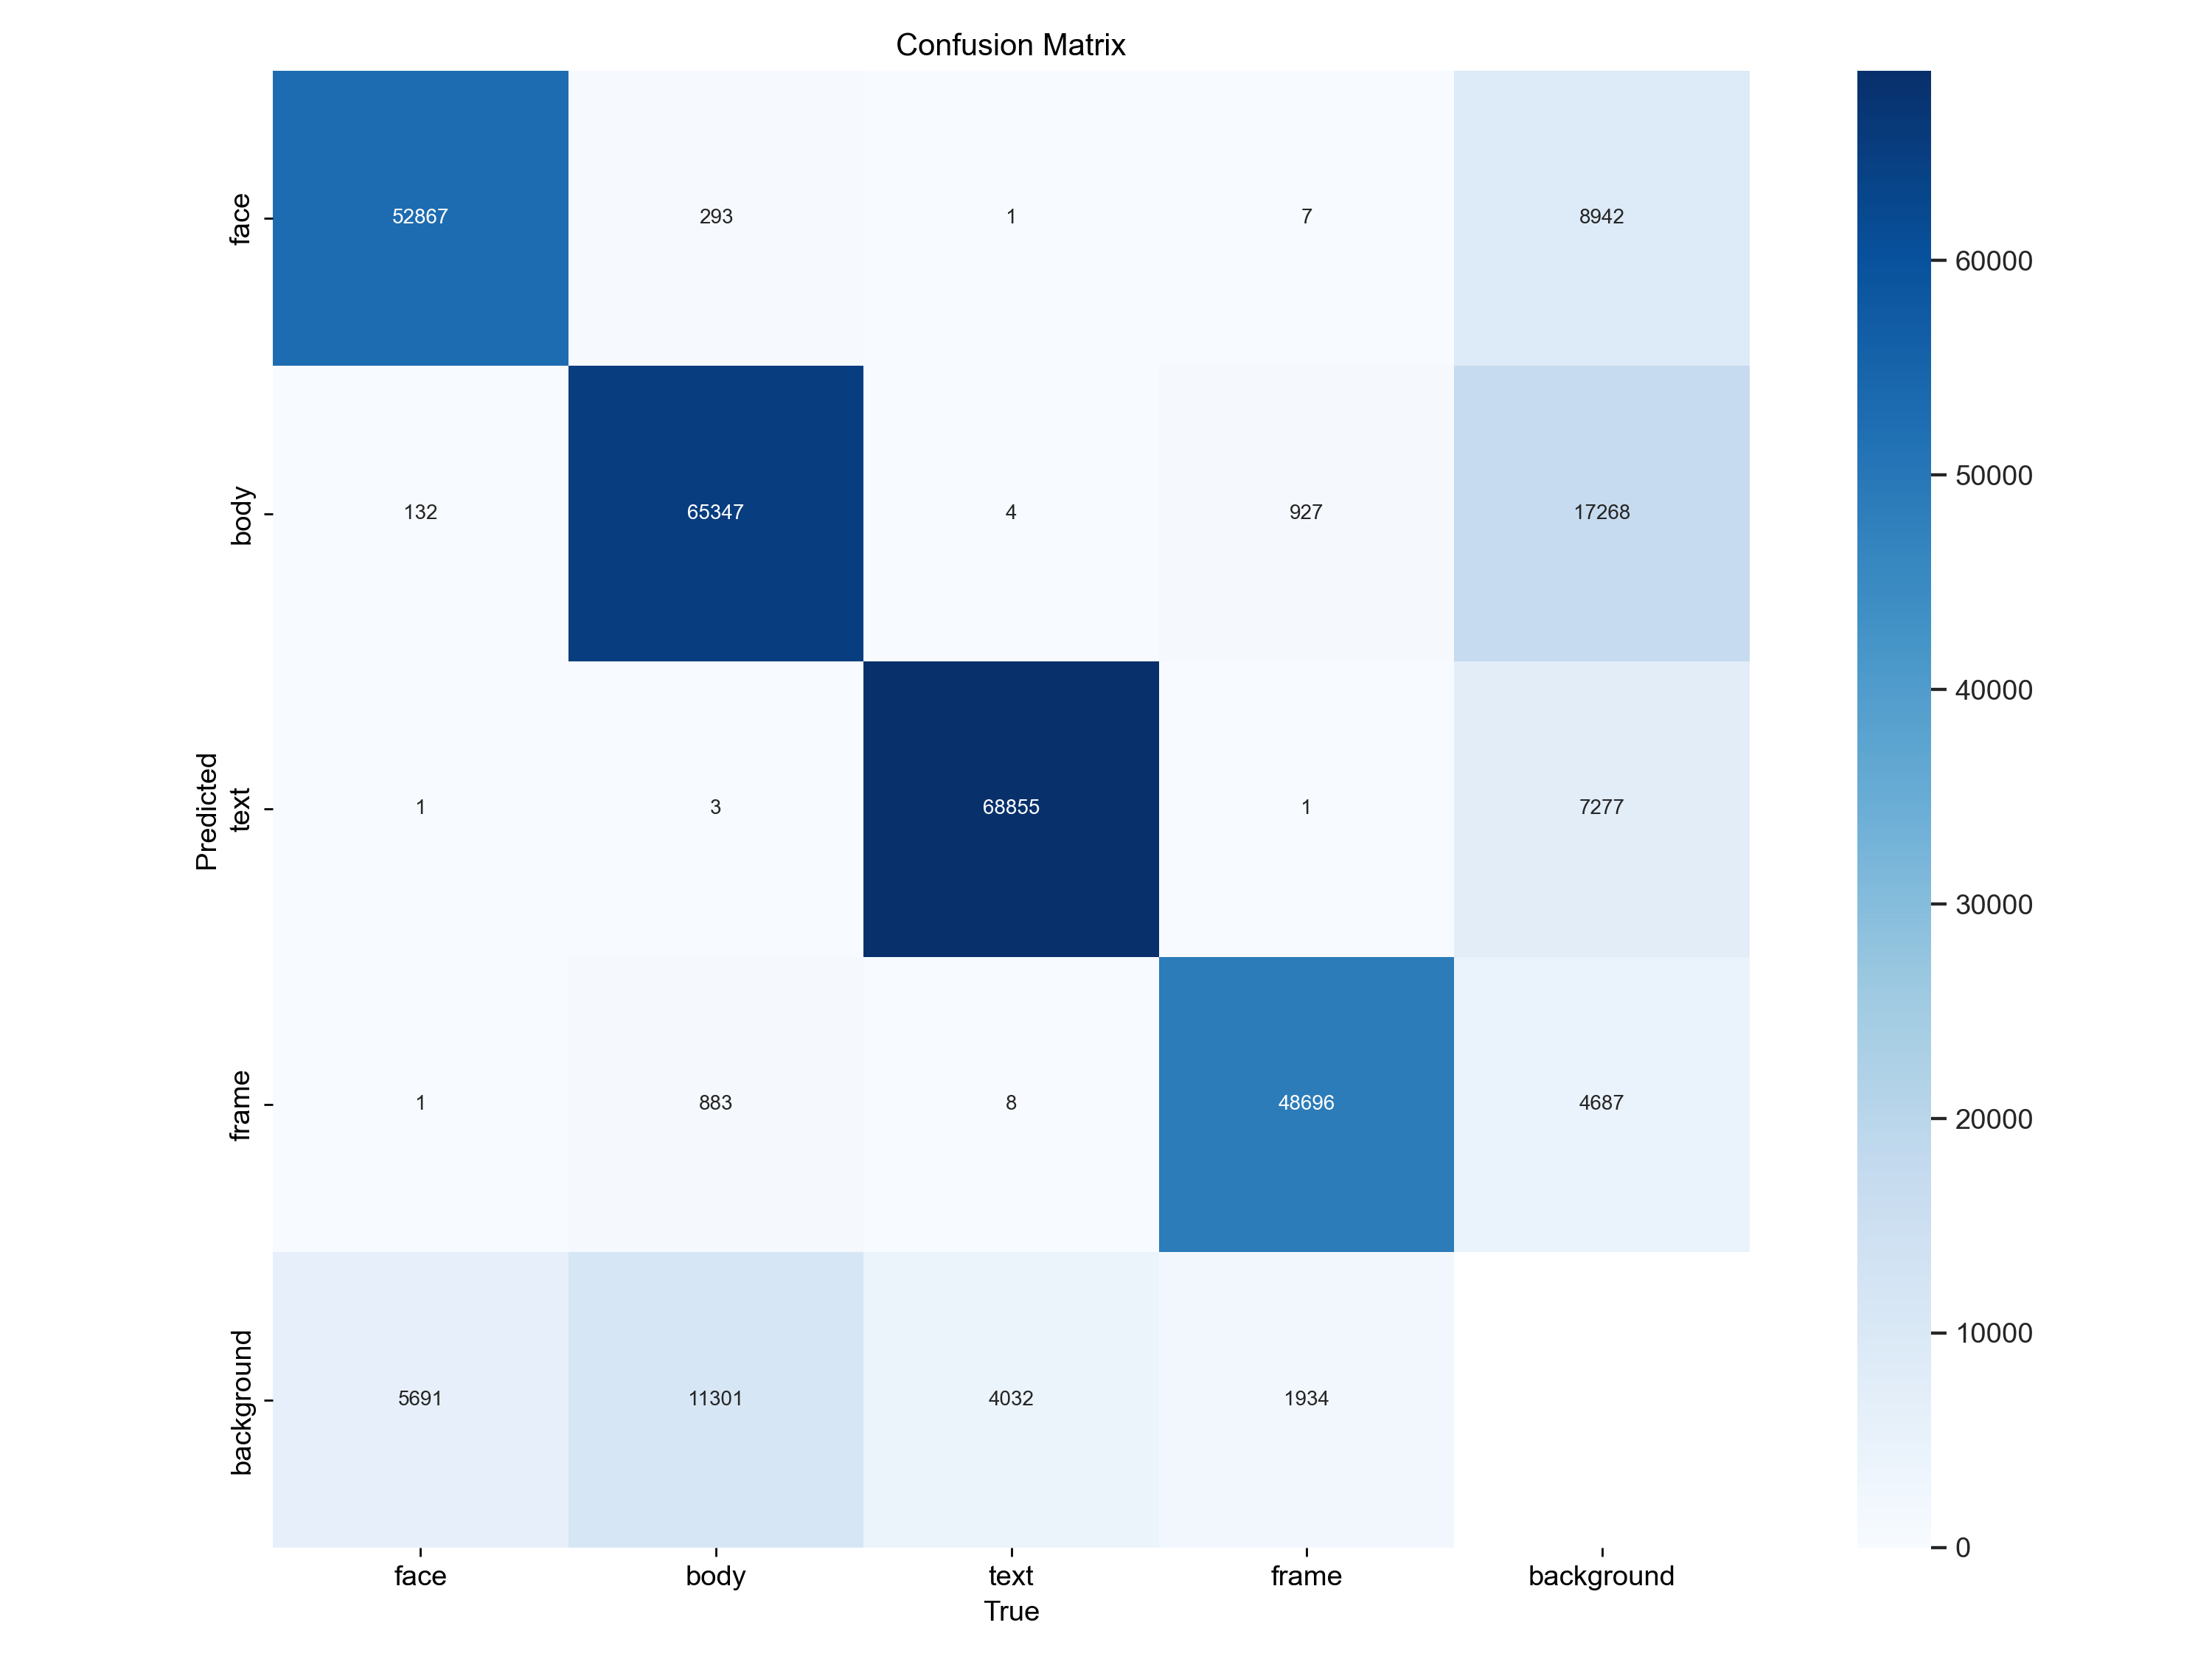 Confusion Matrix
face 52867 293 1 7 8942
body 132 65347 4 927 17268
text 1 3 68855 1 7277
frame 1 883 8 48696 4687
background 5691 11301 4032 1934
Predicted
face body text frame background
True
60000
50000
40000
30000
20000
10000
0